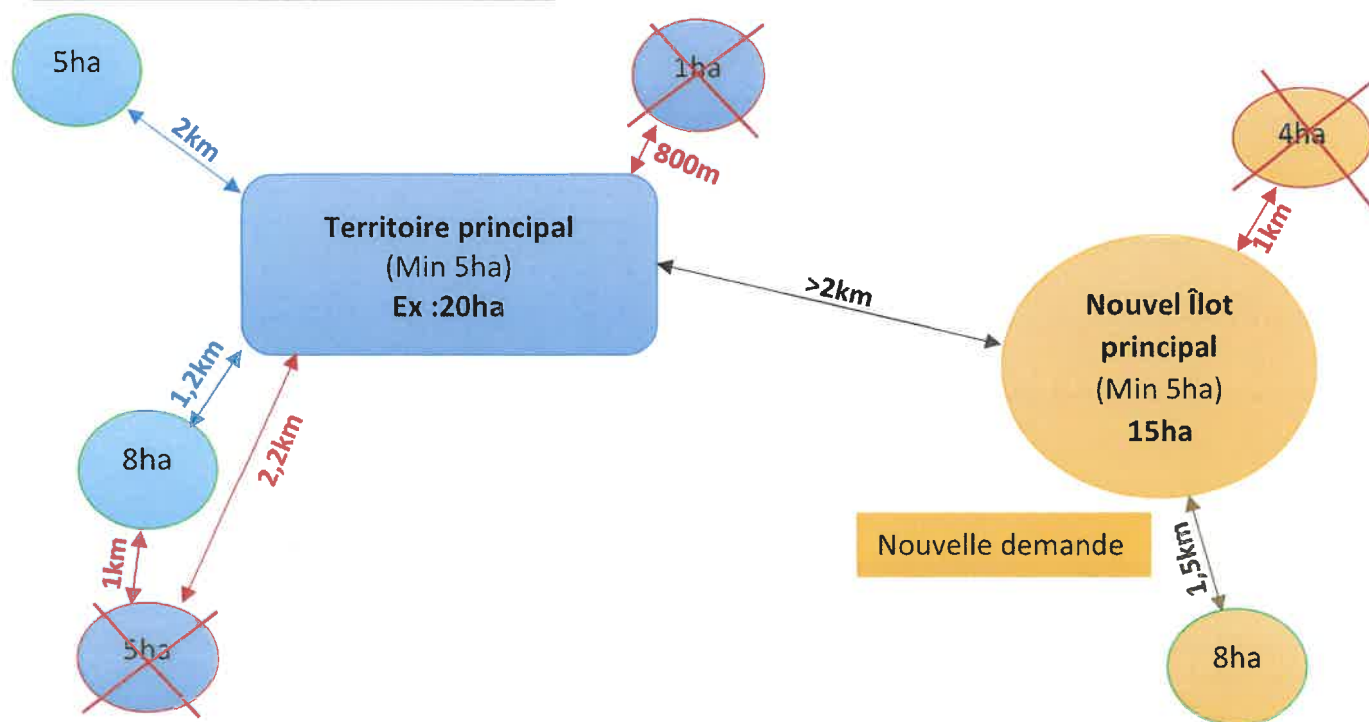 5ha
1ha
4ha
2km
800m
1km
Territoire principal
(Min 5ha)
Ex :20ha
>2km
Nouvel Îlot
principal
(Min 5ha)
15ha
1,2km
2,2km
8ha
Nouvelle demande
1km
1,5km
5ha
8ha